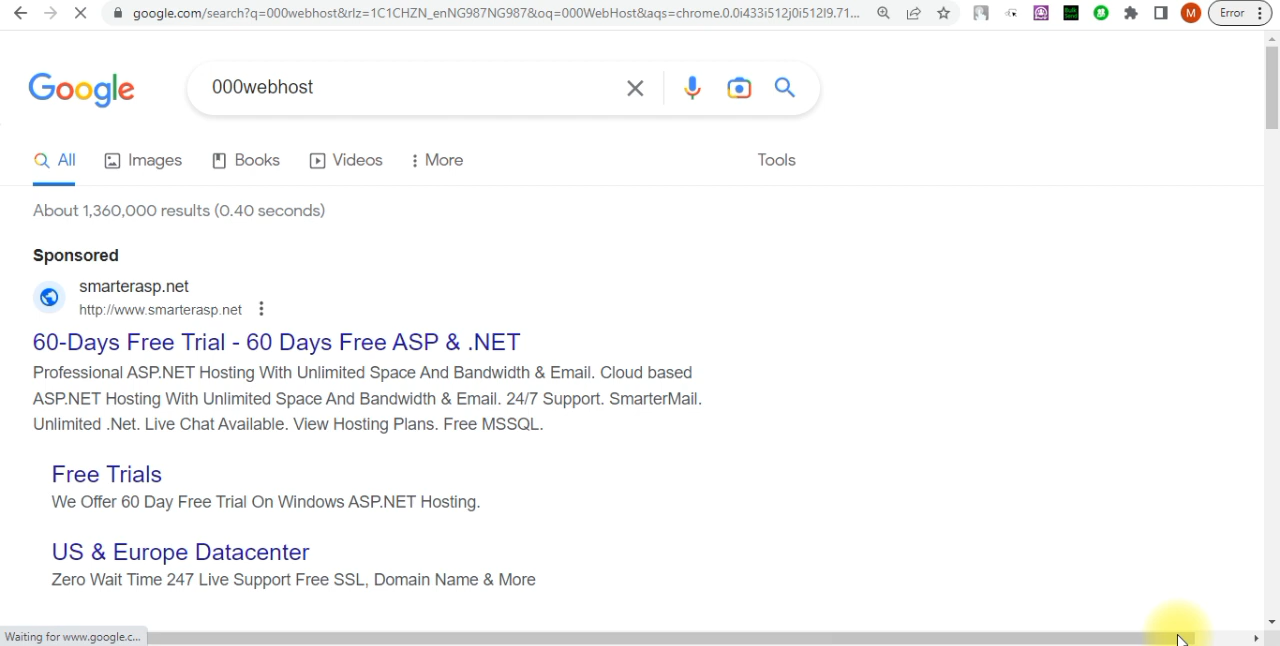 google.com/search?q=000webhost&rlz=1C1CHZN_enNG987NG987&oq=000WebHost&aqs=chrome.0.0i433i512j0i512l9.71...
M
Error
Google
000webhost
All
Images
Books
Videos
More
Tools
About 1,360,000 results (0.40 seconds)
Sponsored
smarterasp.net
http://www.smarterasp.net
60-Days Free Trial - 60 Days Free ASP & .NET
Professional ASP.NET Hosting With Unlimited Space And Bandwidth & Email. Cloud based
ASP.NET Hosting With Unlimited Space And Bandwidth & Email. 24/7 Support. SmarterMail.
Unlimited .Net. Live Chat Available. View Hosting Plans. Free MSSQL.
Free Trials
We Offer 60 Day Free Trial On Windows ASP.NET Hosting.
US & Europe Datacenter
Zero Wait Time 247 Live Support Free SSL, Domain Name & More
Waiting for www.google.c...